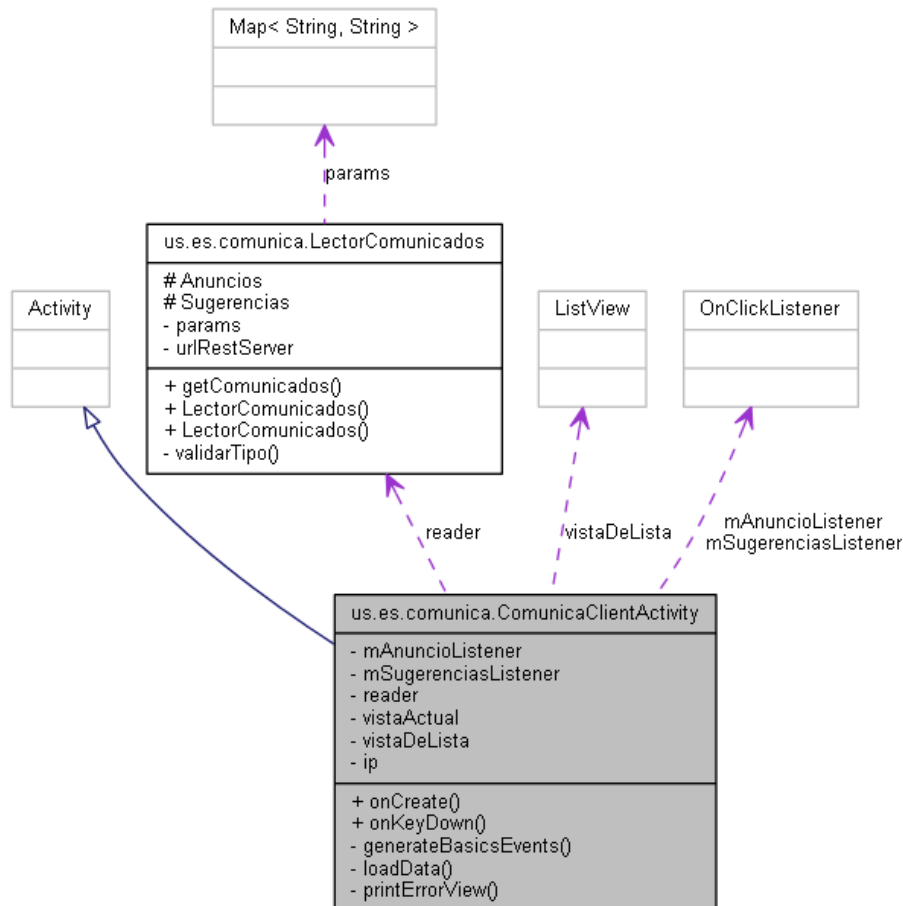 Map< String, String >
params
us.es.comunica.LectorComunicados
# Anuncios
# Sugerencias
- params
- urlRestServer
+ getComunicados()
+ LectorComunicados()
+ LectorComunicados()
- validarTipo()
Activity
ListView
OnClickListener
reader
vistaDeLista
mAnuncioListener
mSugerenciasListener
us.es.comunica.ComunicaClientActivity
- mAnuncioListener
- mSugerenciasListener
- reader
- vistaActual
- vistaDeLista
- ip
+ onCreate()
+ onKeyDown()
- generateBasicsEvents()
- loadData()
- printErrorView()